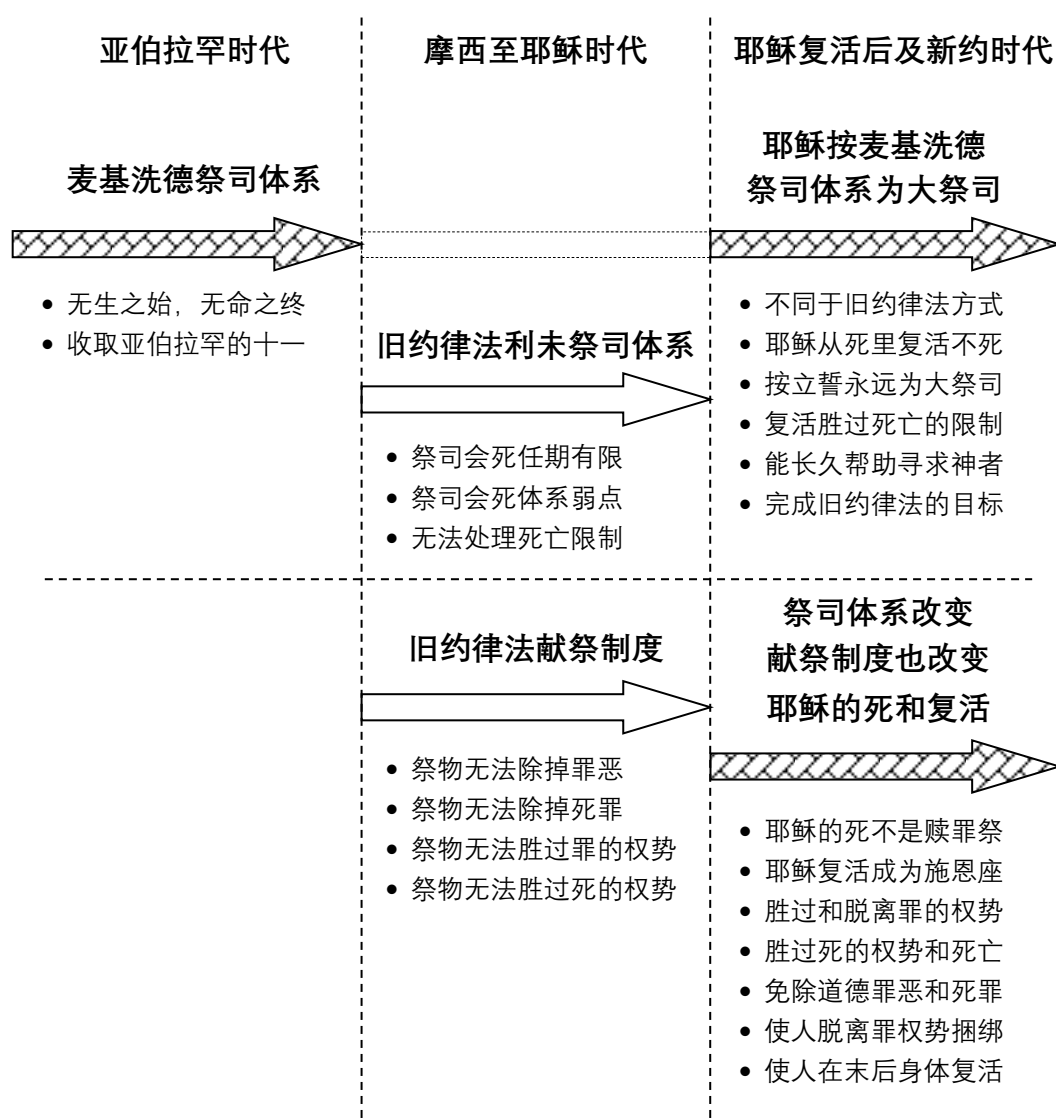 亚伯拉罕时代
摩西至耶稣时代
耶稣复活后及新约时代
麦基洗德祭司体系
耶稣按麦基洗德
祭司体系为大祭司
• 无生之始，无命之终
• 收取亚伯拉罕的十一
旧约律法利未祭司体系
• 祭司会死任期有限
• 祭司会死体系弱点
• 无法处理死亡限制
• 不同于旧约律法方式
• 耶稣从死里复活不死
• 按立誓永远为大祭司
• 复活胜过死亡的限制
• 能长久帮助寻求神者
• 完成旧约律法的目标
旧约律法献祭制度
• 祭物无法除掉罪恶
• 祭物无法除掉死罪
• 祭物无法胜过罪的权势
• 祭物无法胜过死的权势
祭司体系改变
献祭制度也改变
耶稣的死和复活
• 耶稣的死不是赎罪祭
• 耶稣复活成为施恩座
• 胜过和脱离罪的权势
• 胜过死的权势和死亡
• 免除道德罪恶和死罪
• 使人脱离罪权势捆绑
• 使人在末后身体复活